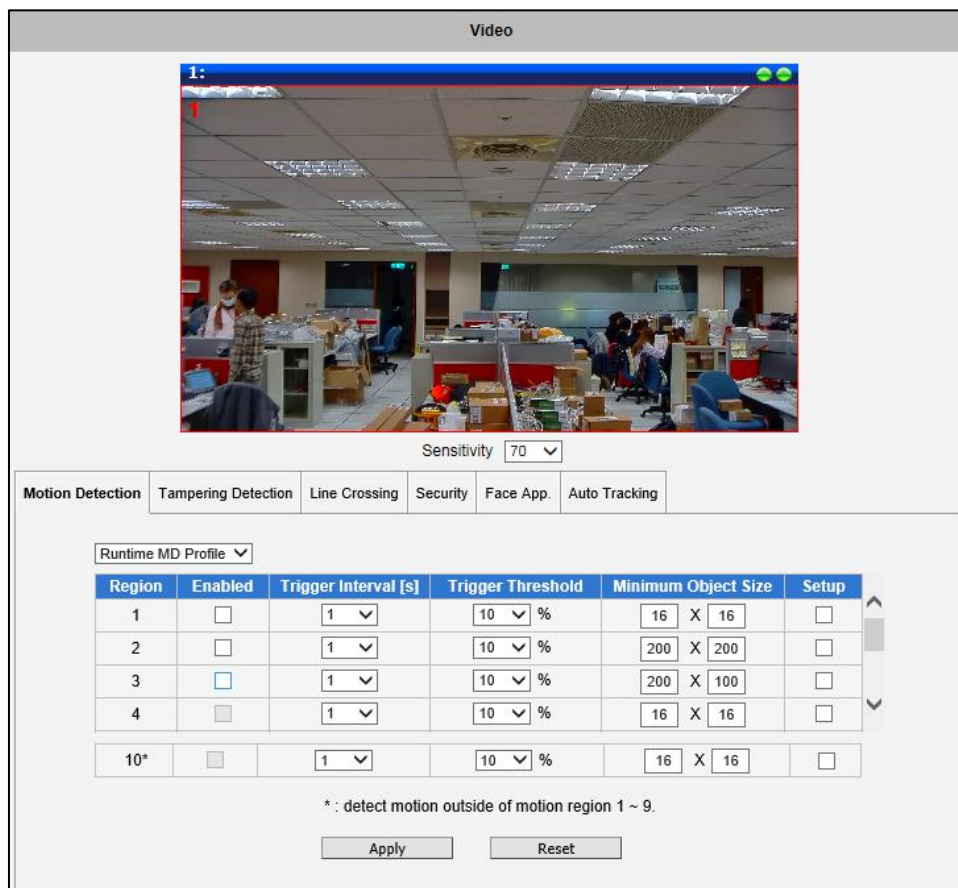 Video
1:
1
Sensitivity 70
Motion Detection Tampering Detection Line Crossing Security Face App. Auto Tracking
Runtime MD Profile
Region Enabled Trigger Interval [s] Trigger Threshold Minimum Object Size Setup
1 1 10 % 16 X 16
2 1 10 % 200 X 200
3 1 10 % 200 X 100
4 1 10 % 16 X 16
10* 1 10 % 16 X 16
* : detect motion outside of motion region 1 ~ 9.
Apply Reset